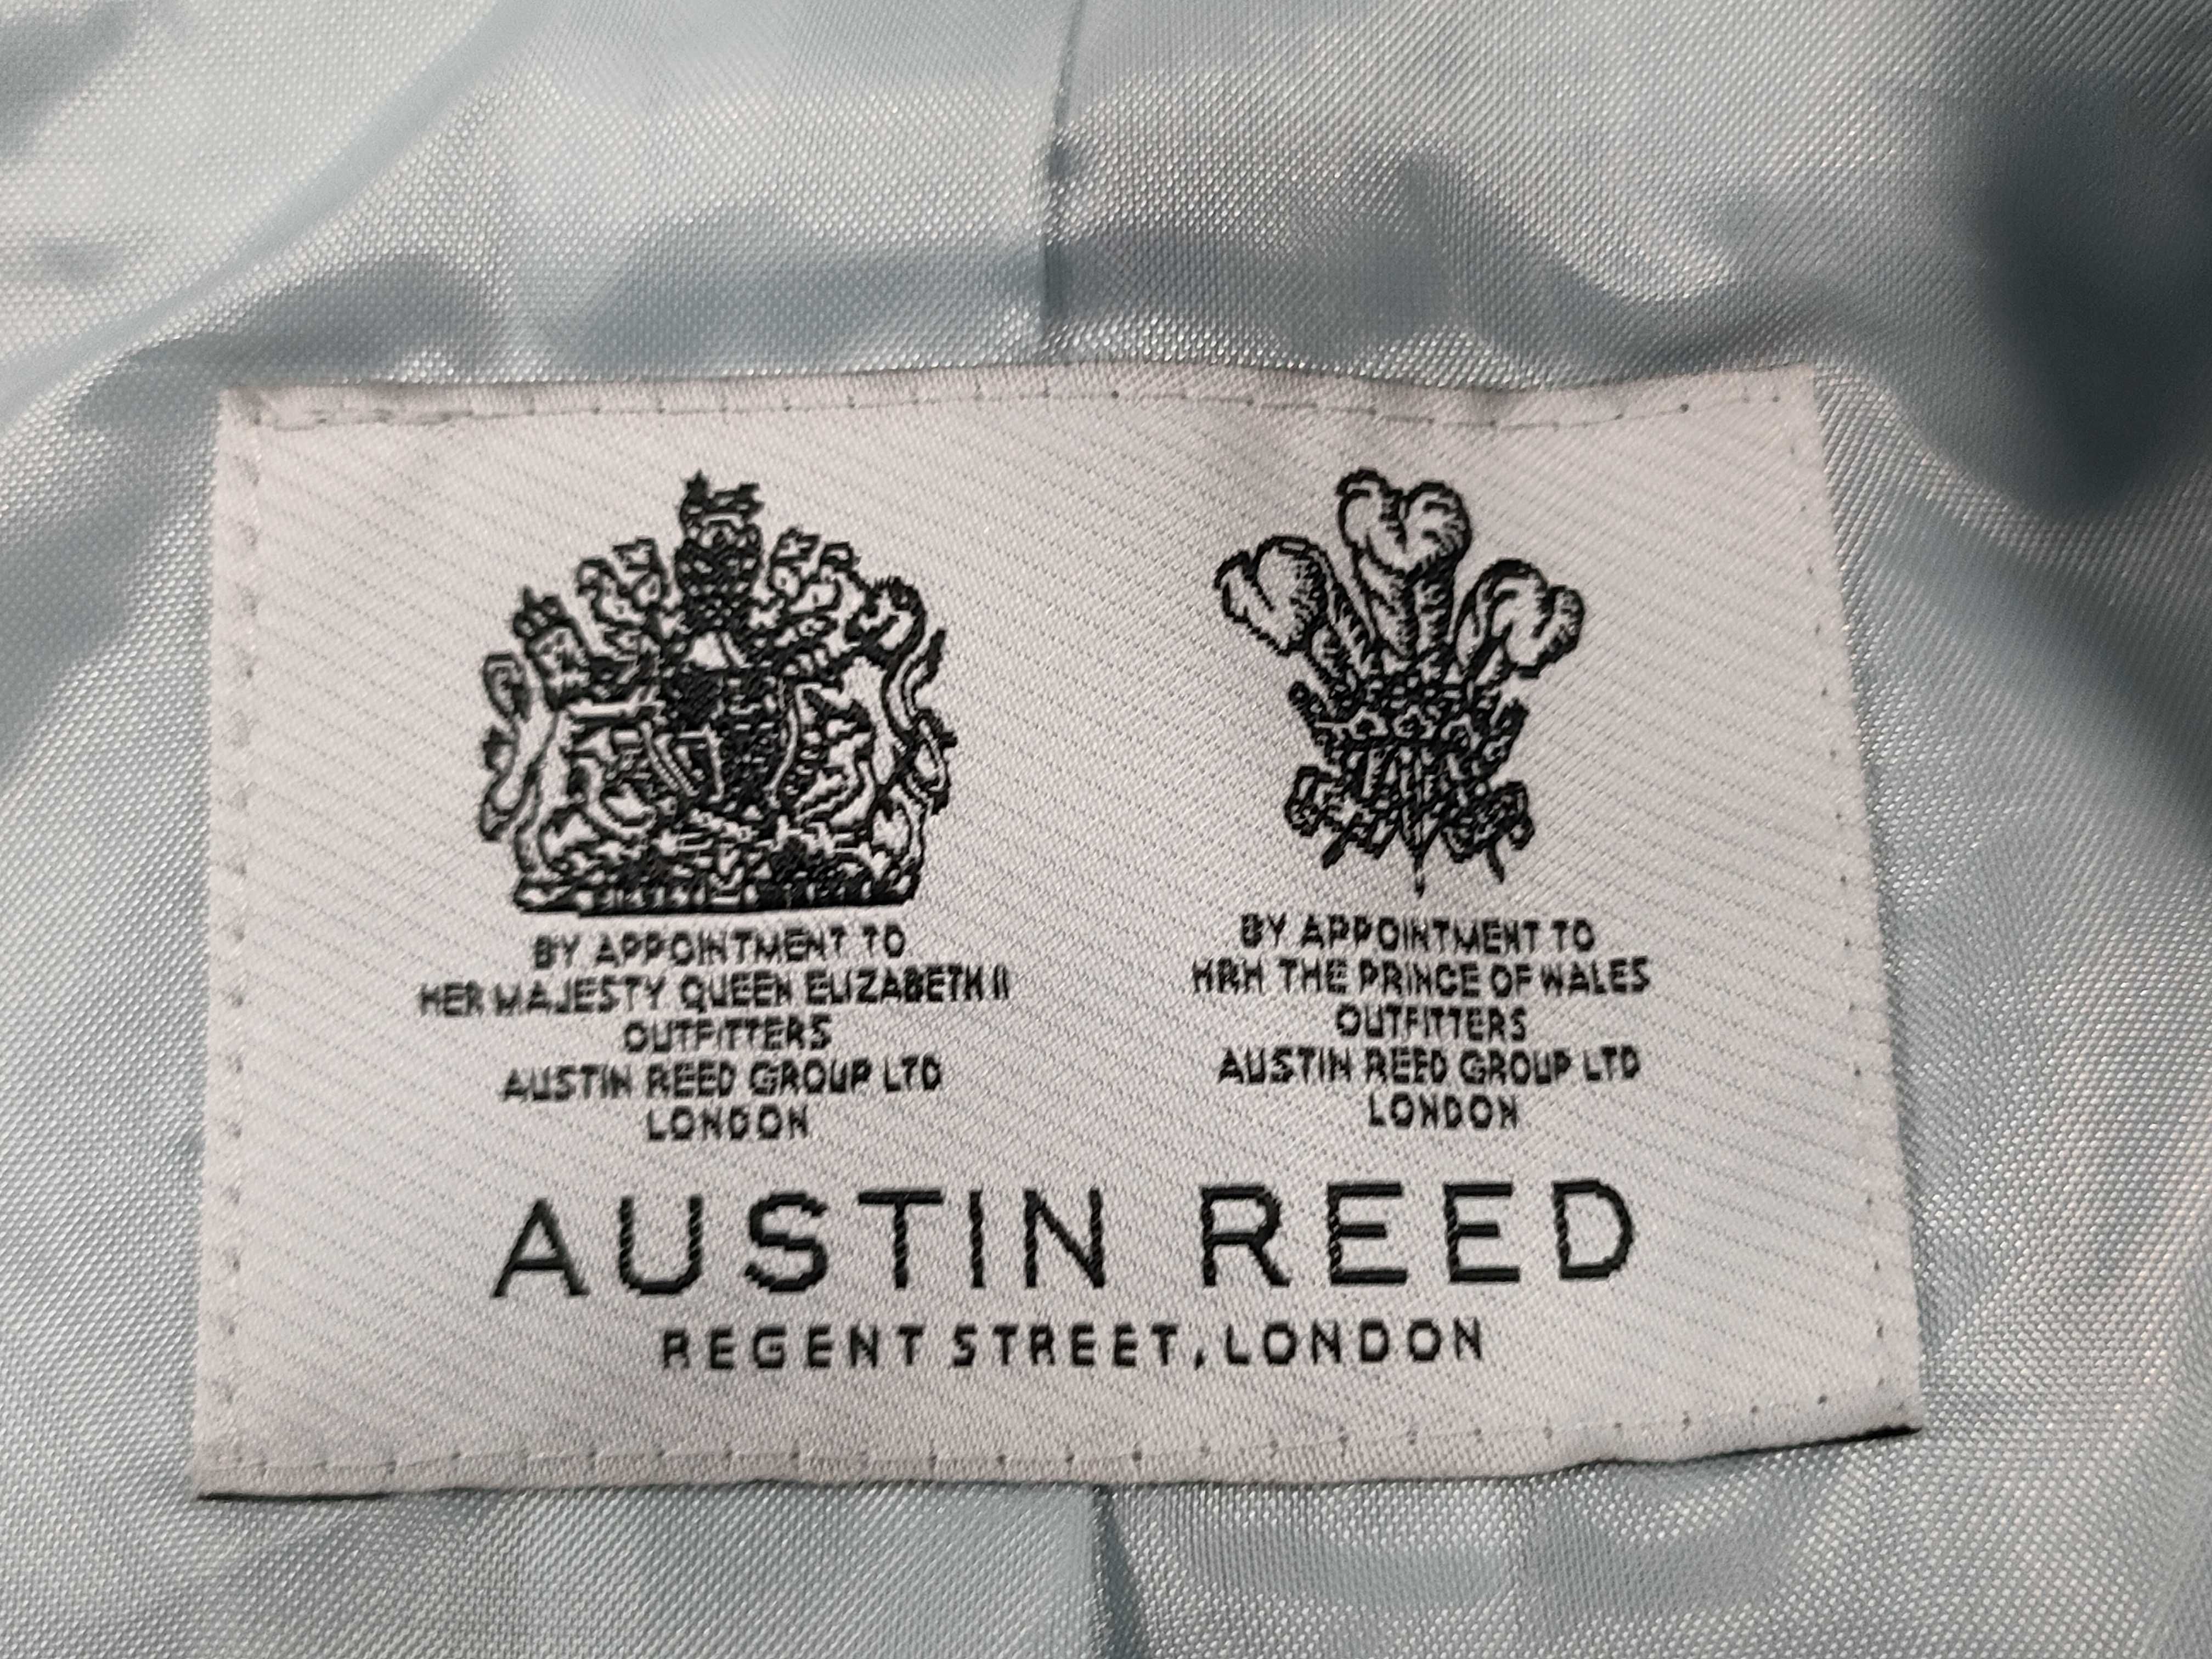 BY APPOINTMENT TO
HER MAJESTY QUEEN ELIZABETH II
OUTFITTERS
AUSTIN REED GROUP LTD
LONDON
BY APPOINTMENT TO
HRH THE PRINCE OF WALES
OUTFITTERS
AUSTIN REED GROUP LTD
LONDON
AUSTIN REED
REGENT STREET, LONDON